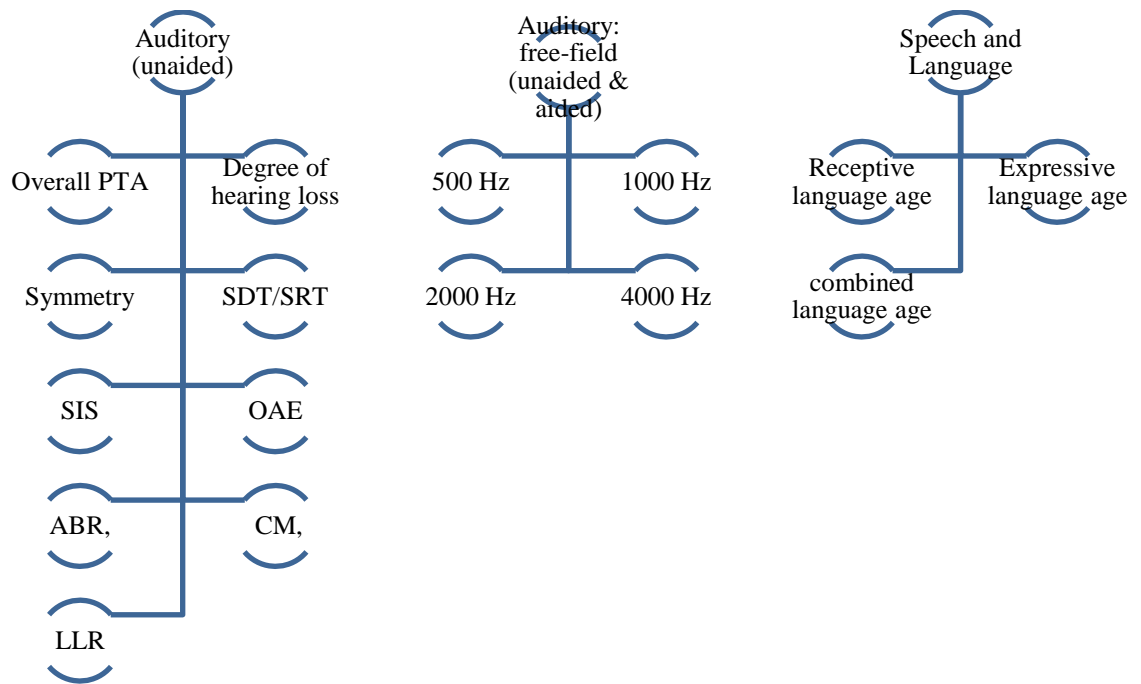 Auditory
(unaided)
Overall PTA
Degree of
hearing loss
Symmetry
SDT/SRT
SIS
OAE
ABR,
CM,
LLR
Auditory:
free-field
(unaided &
aided)
500 Hz
1000 Hz
2000 Hz
4000 Hz
Speech and
Language
Receptive
language age
Expressive
language age
combined
language age